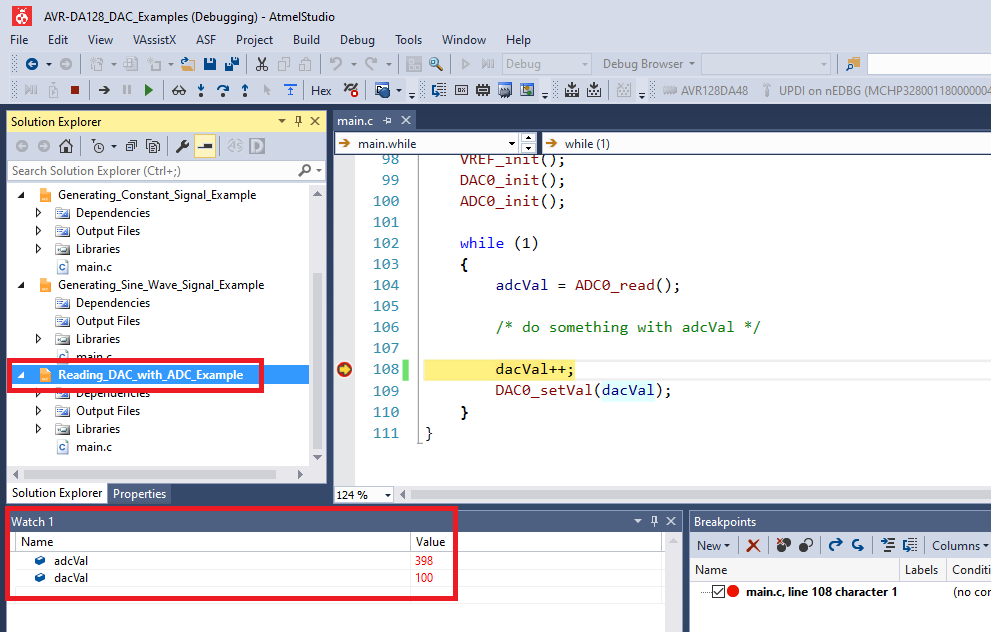 AVR-DA128_DAC_Examples (Debugging) - AtmelStudio
File Edit View VAssistX ASF Project Build Debug Tools Window Help
Debug Debug Browser
Hex AVR128DA48 UPDI on nEDBG (MCHP328001180000004
Solution Explorer
Search Solution Explorer (Ctrl+;)
Generating_Constant_Signal_Example
Dependencies
Output Files
Libraries
main.c
Generating_Sine_Wave_Signal_Example
Dependencies
Output Files
Libraries
main.c
Reading_DAC_with_ADC_Example
Dependencies
Output Files
Libraries
main.c
Solution Explorer Properties
main.c
main.while while (1)
98 VREF_init();
99 DAC0_init();
100 ADC0_init();
101
102 while (1)
103 {
104 adcVal = ADC0_read();
105
106 /* do something with adcVal */
107
108 dacVal++;
109 DAC0_setVal(dacVal);
110 }
111 }
124 %
Watch 1
Name Value
adcVal 398
dacVal 100
Breakpoints
New Columns
Name Labels Conditi
main.c, line 108 character 1 (no con